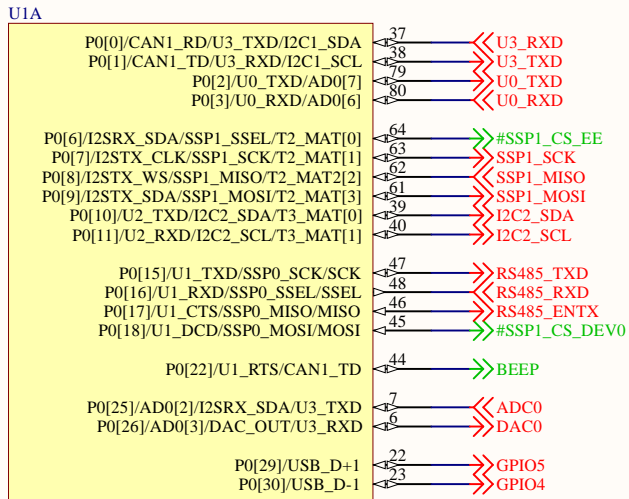 U1A
P0[0]/CAN1_RD/U3_TXD/I2C1_SDA 37 U3_RXD
P0[1]/CAN1_TD/U3_RXD/I2C1_SCL 38 U3_TXD
P0[2]/U0_TXD/AD0[7] 79 U0_TXD
P0[3]/U0_RXD/AD0[6] 80 U0_RXD
P0[6]/I2SRX_SDA/SSP1_SSEL/T2_MAT[0] 64 #SSP1_CS_EE
P0[7]/I2STX_CLK/SSP1_SCK/T2_MAT[1] 63 SSP1_SCK
P0[8]/I2STX_WS/SSP1_MISO/T2_MAT2[2] 62 SSP1_MISO
P0[9]/I2STX_SDA/SSP1_MOSI/T2_MAT[3] 61 SSP1_MOSI
P0[10]/U2_TXD/I2C2_SDA/T3_MAT[0] 39 I2C2_SDA
P0[11]/U2_RXD/I2C2_SCL/T3_MAT[1] 40 I2C2_SCL
P0[15]/U1_TXD/SSP0_SCK/SCK 47 RS485_TXD
P0[16]/U1_RXD/SSP0_SSEL/SSEL 48 RS485_RXD
P0[17]/U1_CTS/SSP0_MISO/MISO 46 RS485_ENTX
P0[18]/U1_DCD/SSP0_MOSI/MOSI 45 #SSP1_CS_DEV0
P0[22]/U1_RTS/CAN1_TD 44 BEEP
P0[25]/AD0[2]/I2SRX_SDA/U3_TXD 7 ADC0
P0[26]/AD0[3]/DAC_OUT/U3_RXD 6 DAC0
P0[29]/USB_D+1 22 GPIO5
P0[30]/USB_D-1 23 GPIO4